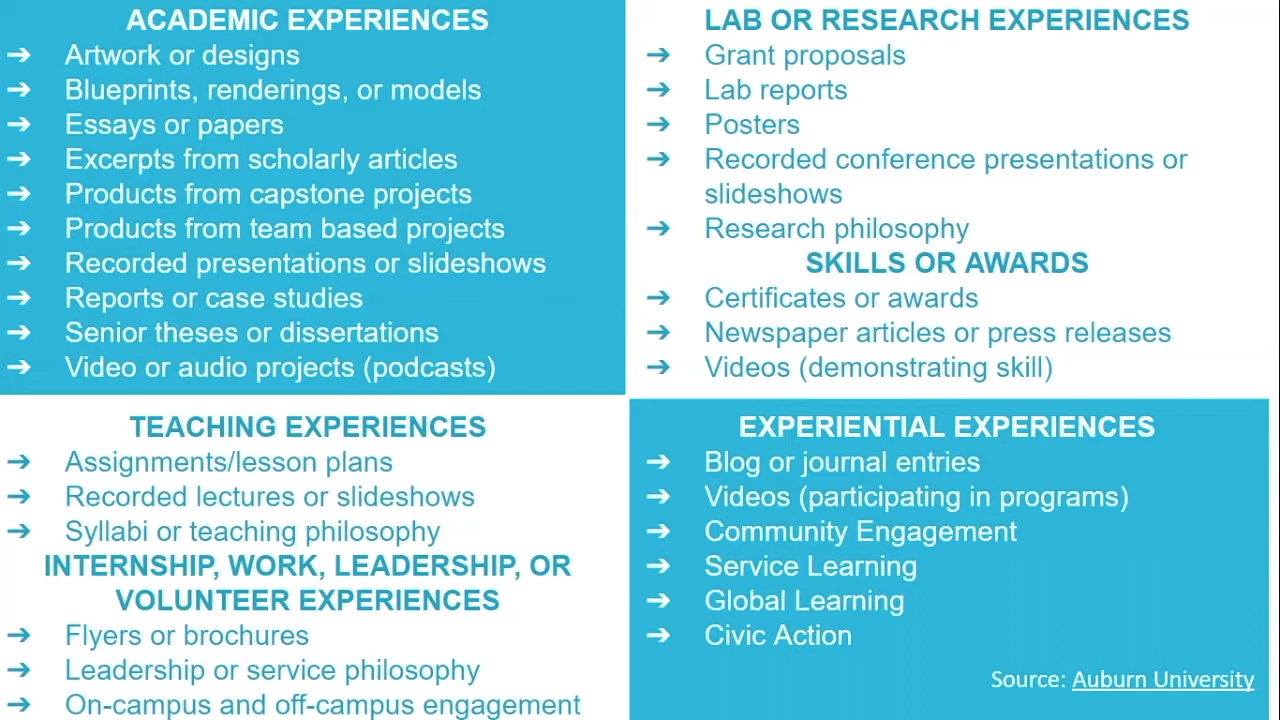 ACADEMIC EXPERIENCES
➔ Artwork or designs
➔ Blueprints, renderings, or models
➔ Essays or papers
➔ Excerpts from scholarly articles
➔ Products from capstone projects
➔ Products from team based projects
➔ Recorded presentations or slideshows
➔ Reports or case studies
➔ Senior theses or dissertations
➔ Video or audio projects (podcasts)
LAB OR RESEARCH EXPERIENCES
➔ Grant proposals
➔ Lab reports
➔ Posters
➔ Recorded conference presentations or
slideshows
➔ Research philosophy
SKILLS OR AWARDS
➔ Certificates or awards
➔ Newspaper articles or press releases
➔ Videos (demonstrating skill)
TEACHING EXPERIENCES
➔ Assignments/lesson plans
➔ Recorded lectures or slideshows
➔ Syllabi or teaching philosophy
INTERNSHIP, WORK, LEADERSHIP, OR
VOLUNTEER EXPERIENCES
➔ Flyers or brochures
➔ Leadership or service philosophy
➔ On-campus and off-campus engagement
EXPERIENTIAL EXPERIENCES
➔ Blog or journal entries
➔ Videos (participating in programs)
➔ Community Engagement
➔ Service Learning
➔ Global Learning
➔ Civic Action
Source: Auburn University